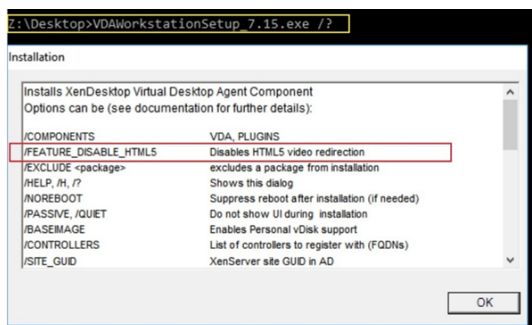 Z:\Desktop>VDAWorkstationSetup_7.15.exe /?
Installation
Installs XenDesktop Virtual Desktop Agent Component
Options can be (see documentation for further details):
/COMPONENTS VDA, PLUGINS
/FEATURE_DISABLE_HTML5 Disables HTML5 video redirection
/EXCLUDE <package> excludes a package from installation
/HELP, /H, /? Shows this dialog
/NOREBOOT Suppress reboot after installation (if needed)
/PASSIVE, /QUIET Do not show UI during installation
/BASEIMAGE Enables Personal vDisk support
/CONTROLLERS List of controllers to register with (FQDNs)
/SITE_GUID XenServer site GUID in AD
OK